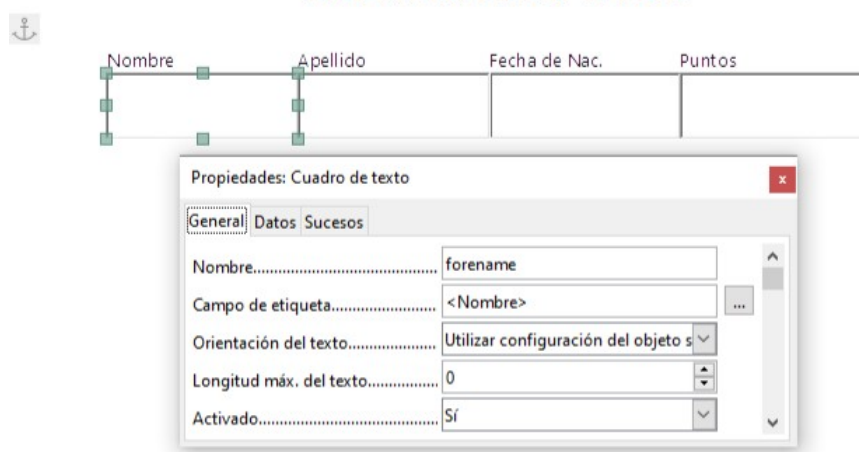 Nombre Apellido Fecha de Nac. Puntos
Propiedades: Cuadro de texto x
General Datos Sucesos
Nombre............................................ forename
Campo de etiqueta......................... <Nombre> ...
Orientación del texto..................... Utilizar configuración del objeto s
Longitud máx. del texto................. 0
Activado........................................... Sí